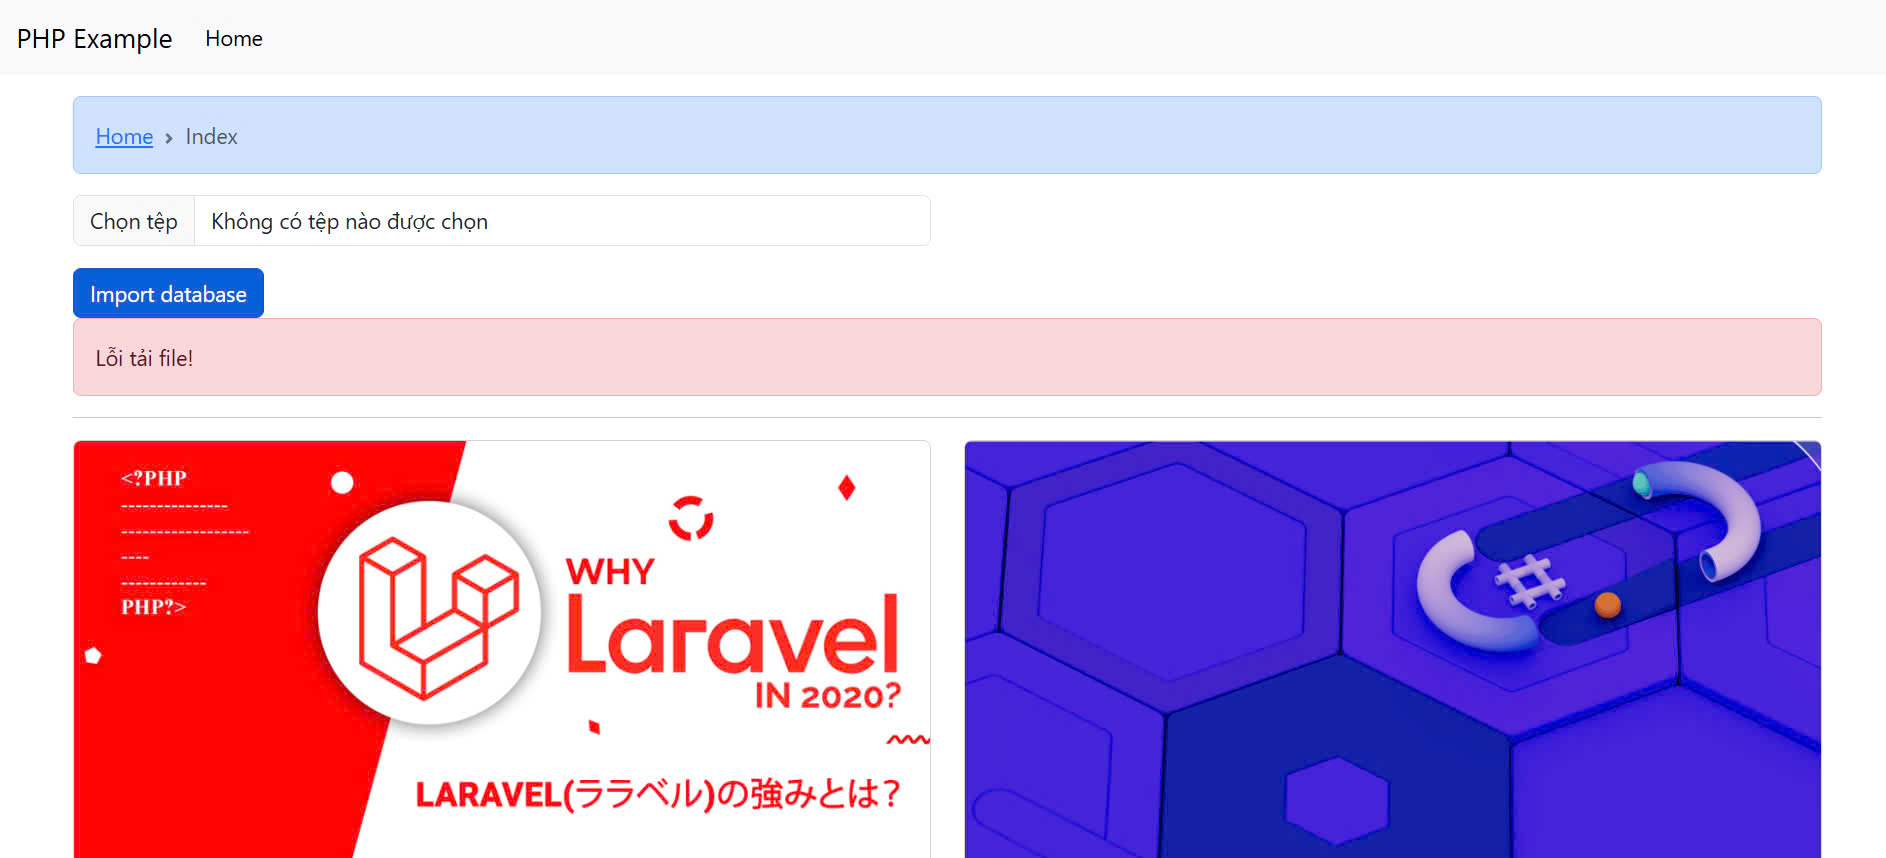 PHP Example Home
Home > Index
Chọn tệp Không có tệp nào được chọn
Import database
Lỗi tải file!
<?PHP
---------------
------------------
----
------------
PHP?>
WHY
Laravel
IN 2020?
LARAVEL(ララベル)の強みとは?